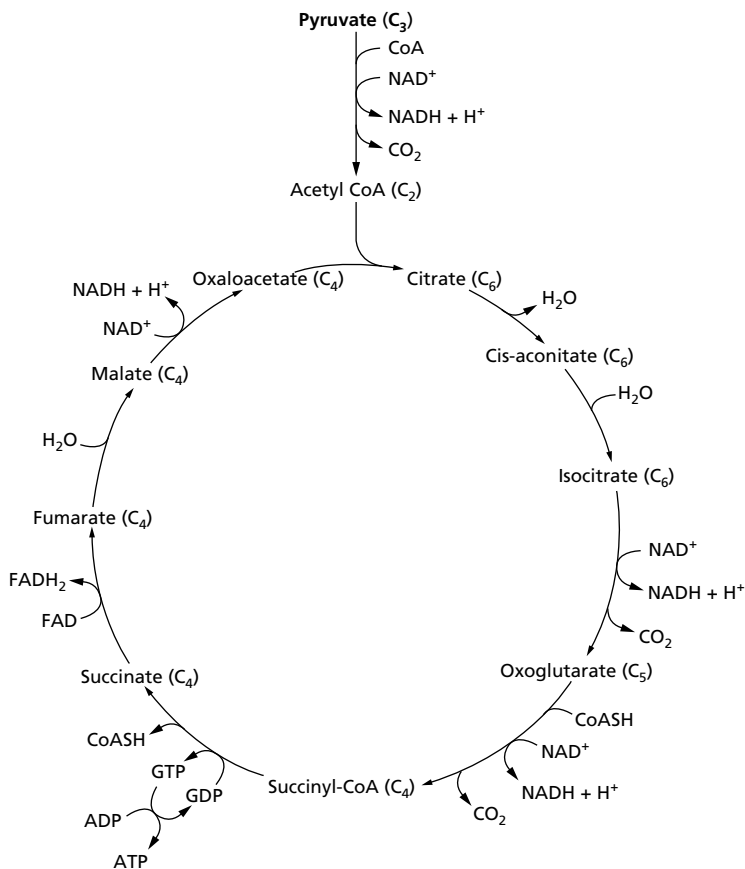 Pyruvate (C₃)
CoA
NAD⁺
NADH + H⁺
CO₂
Acetyl CoA (C₂)
Oxaloacetate (C₄)
Citrate (C₆)
NADH + H⁺
H₂O
NAD⁺
Cis-aconitate (C₆)
Malate (C₄)
H₂O
H₂O
Isocitrate (C₆)
Fumarate (C₄)
NAD⁺
FADH₂
NADH + H⁺
FAD
CO₂
Succinate (C₄)
Oxoglutarate (C₅)
CoASH
CoASH
NAD⁺
GTP
Succinyl-CoA (C₄)
NADH + H⁺
GDP
CO₂
ADP
ATP